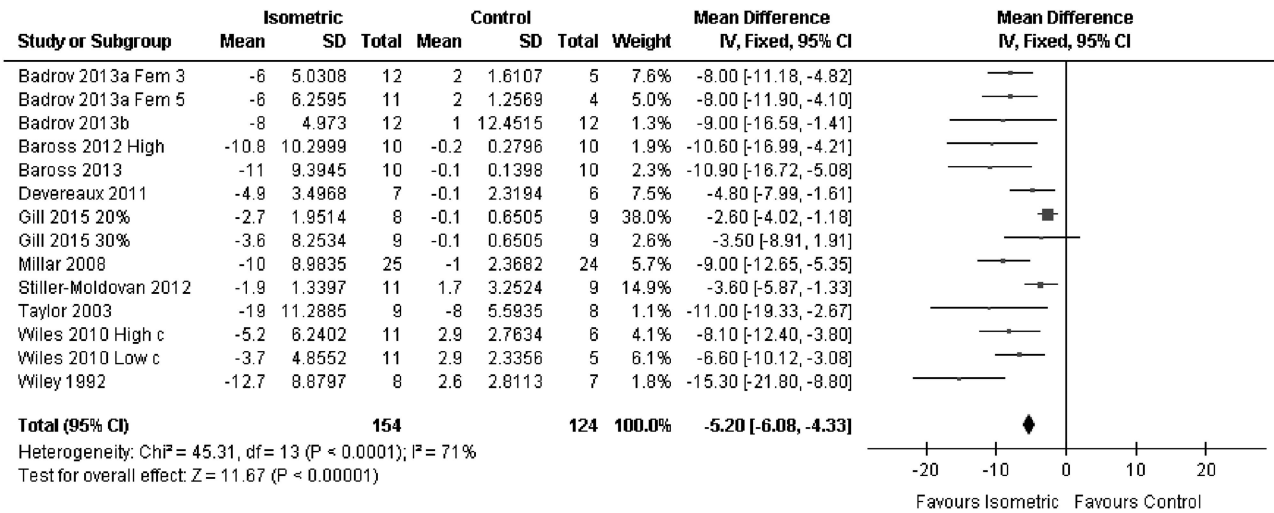 Isometric Control Mean Difference Mean Difference
Study or Subgroup Mean SD Total Mean SD Total Weight IV, Fixed, 95% CI IV, Fixed, 95% CI
Badrov 2013a Fem 3 -6 5.0308 12 2 1.6107 5 7.6% -8.00 [-11.18, -4.82]
Badrov 2013a Fem 5 -6 6.2595 11 2 1.2569 4 5.0% -8.00 [-11.90, -4.10]
Badrov 2013b -8 4.973 12 1 12.4515 12 1.3% -9.00 [-16.59, -1.41]
Baross 2012 High -10.8 10.2999 10 -0.2 0.2796 10 1.9% -10.60 [-16.99, -4.21]
Baross 2013 -11 9.3945 10 -0.1 0.1398 10 2.3% -10.90 [-16.72, -5.08]
Devereaux 2011 -4.9 3.4968 7 -0.1 2.3194 6 7.5% -4.80 [-7.99, -1.61]
Gill 2015 20% -2.7 1.9514 8 -0.1 0.6505 9 38.0% -2.60 [-4.02, -1.18]
Gill 2015 30% -3.6 8.2534 9 -0.1 0.6505 9 2.6% -3.50 [-8.91, 1.91]
Millar 2008 -10 8.9835 25 -1 2.3682 24 5.7% -9.00 [-12.65, -5.35]
Stiller-Moldovan 2012 -1.9 1.3397 11 1.7 3.2524 9 14.9% -3.60 [-5.87, -1.33]
Taylor 2003 -19 11.2885 9 -8 5.5935 8 1.1% -11.00 [-19.33, -2.67]
Wiles 2010 High c -5.2 6.2402 11 2.9 2.7634 6 4.1% -8.10 [-12.40, -3.80]
Wiles 2010 Low c -3.7 4.8552 11 2.9 2.3356 5 6.1% -6.60 [-10.12, -3.08]
Wiley 1992 -12.7 8.8797 8 2.6 2.8113 7 1.8% -15.30 [-21.80, -8.80]
Total (95% CI) 154 124 100.0% -5.20 [-6.08, -4.33]
Heterogeneity: Chi² = 45.31, df = 13 (P < 0.0001); I² = 71%
Test for overall effect: Z = 11.67 (P < 0.00001)
-20 -10 0 10 20
Favours Isometric Favours Control